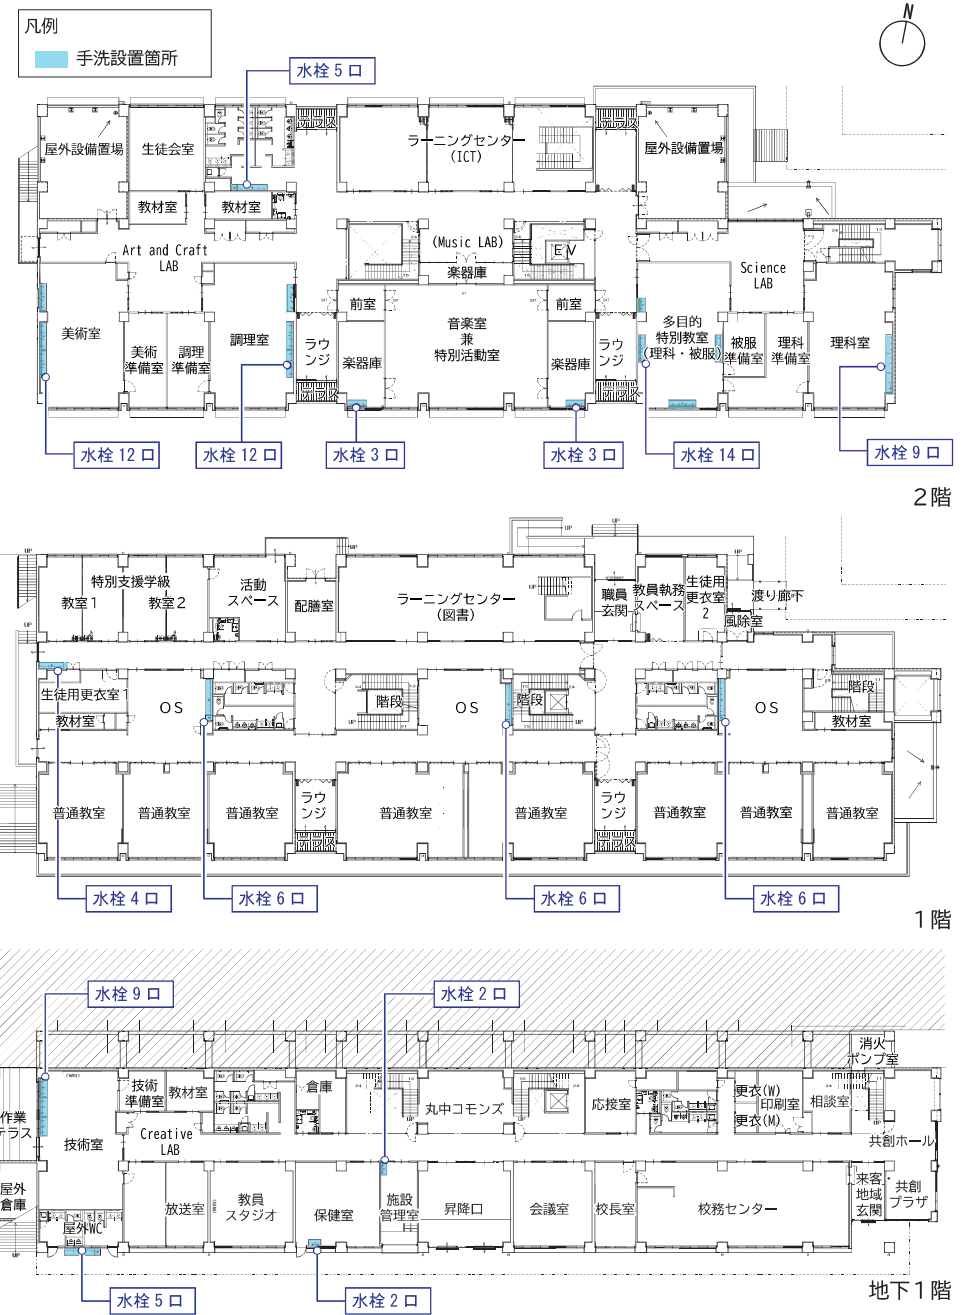 凡例
手洗設置箇所
N
水栓 5 口
屋外設備置場
生徒会室
ラーニングセンター
(ICT)
屋外設備置場
教材室
教材室
Art and Craft
LAB
(Music LAB)
EV
楽器庫
Science
LAB
前室
前室
美術室
調理室
音楽室
兼
特別活動室
多目的
特別教室
(理科・被服)
美術
準備室
調理
準備室
ラウ
ンジ
楽器庫
楽器庫
ラウ
ンジ
被服
準備室
理科
準備室
理科室
水栓 12 口
水栓 12 口
水栓 3 口
水栓 3 口
水栓 14 口
水栓 9 口
2階
UP
UP
UP
UP
UP
特別支援学級
教室1
教室2
活動
スペース
配膳室
ラーニングセンター
(図書)
UP
職員
玄関
教員執務
スペース
生徒用
更衣室
2
風除室
渡り廊下
UP
生徒用更衣室1
教材室
OS
階段
UP
OS
階段
UP
OS
階段
教材室
普通教室
普通教室
普通教室
ラウ
ンジ
普通教室
普通教室
ラウ
ンジ
普通教室
普通教室
普通教室
UP
水栓 4 口
水栓 6 口
水栓 6 口
水栓 6 口
1階
水栓 9 口
水栓 2 口
消火
ポンプ室
技術
準備室
教材室
倉庫
丸中コモンズ
応接室
更衣(W)
更衣(M)
印刷室
相談室
作業
テラス
技術室
Creative
LAB
UP
UP
共創ホール
屋外
倉庫
放送室
教員
スタジオ
保健室
施設
管理室
昇降口
会議室
校長室
校務センター
来客
地域
玄関
共創
プラザ
屋外WC
UP
水栓 5 口
水栓 2 口
地下1階